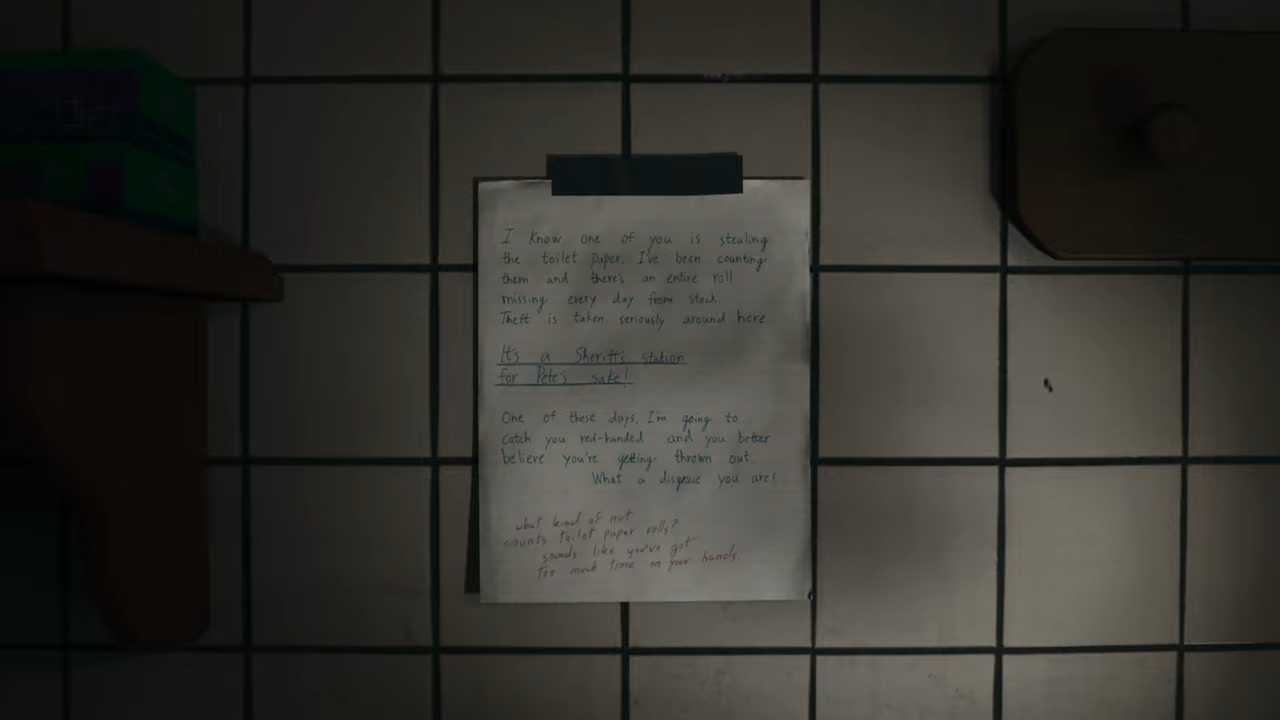 I know one of you is stealing
the toilet paper. I've been counting
them and there's an entire roll
missing every day from stock.
Theft is taken seriously around here.
It's a Sheriff's station
for Pete's sake!
One of these days, I'm going to
catch you red-handed and you better
believe you're getting thrown out.
What a disgrace you are!
what kind of nut
counts toilet paper rolls?
sounds like you've got
too much time on your hands